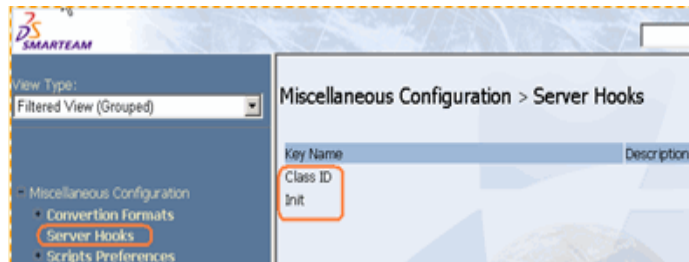 SMARTEAM
View Type:
Filtered View (Grouped)
Miscellaneous Configuration
Convertion Formats
Server Hooks
Scripts Preferences
Miscellaneous Configuration > Server Hooks
Key Name Description
Class ID
Init